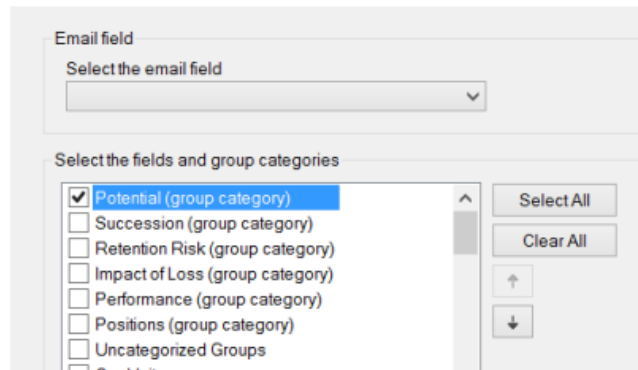 Email field
Select the email field
Select the fields and group categories
Potential (group category)
Select All
Succession (group category)
Retention Risk (group category)
Clear All
Impact of Loss (group category)
Performance (group category)
Positions (group category)
Uncategorized Groups